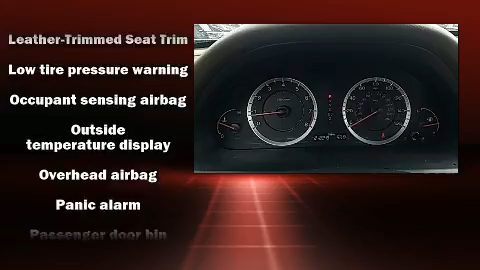 Leather-Trimmed Seat Trim
Low tire pressure warning
Occupant sensing airbag
Outside
temperature display
Overhead airbag
Panic alarm
Passenger door bin